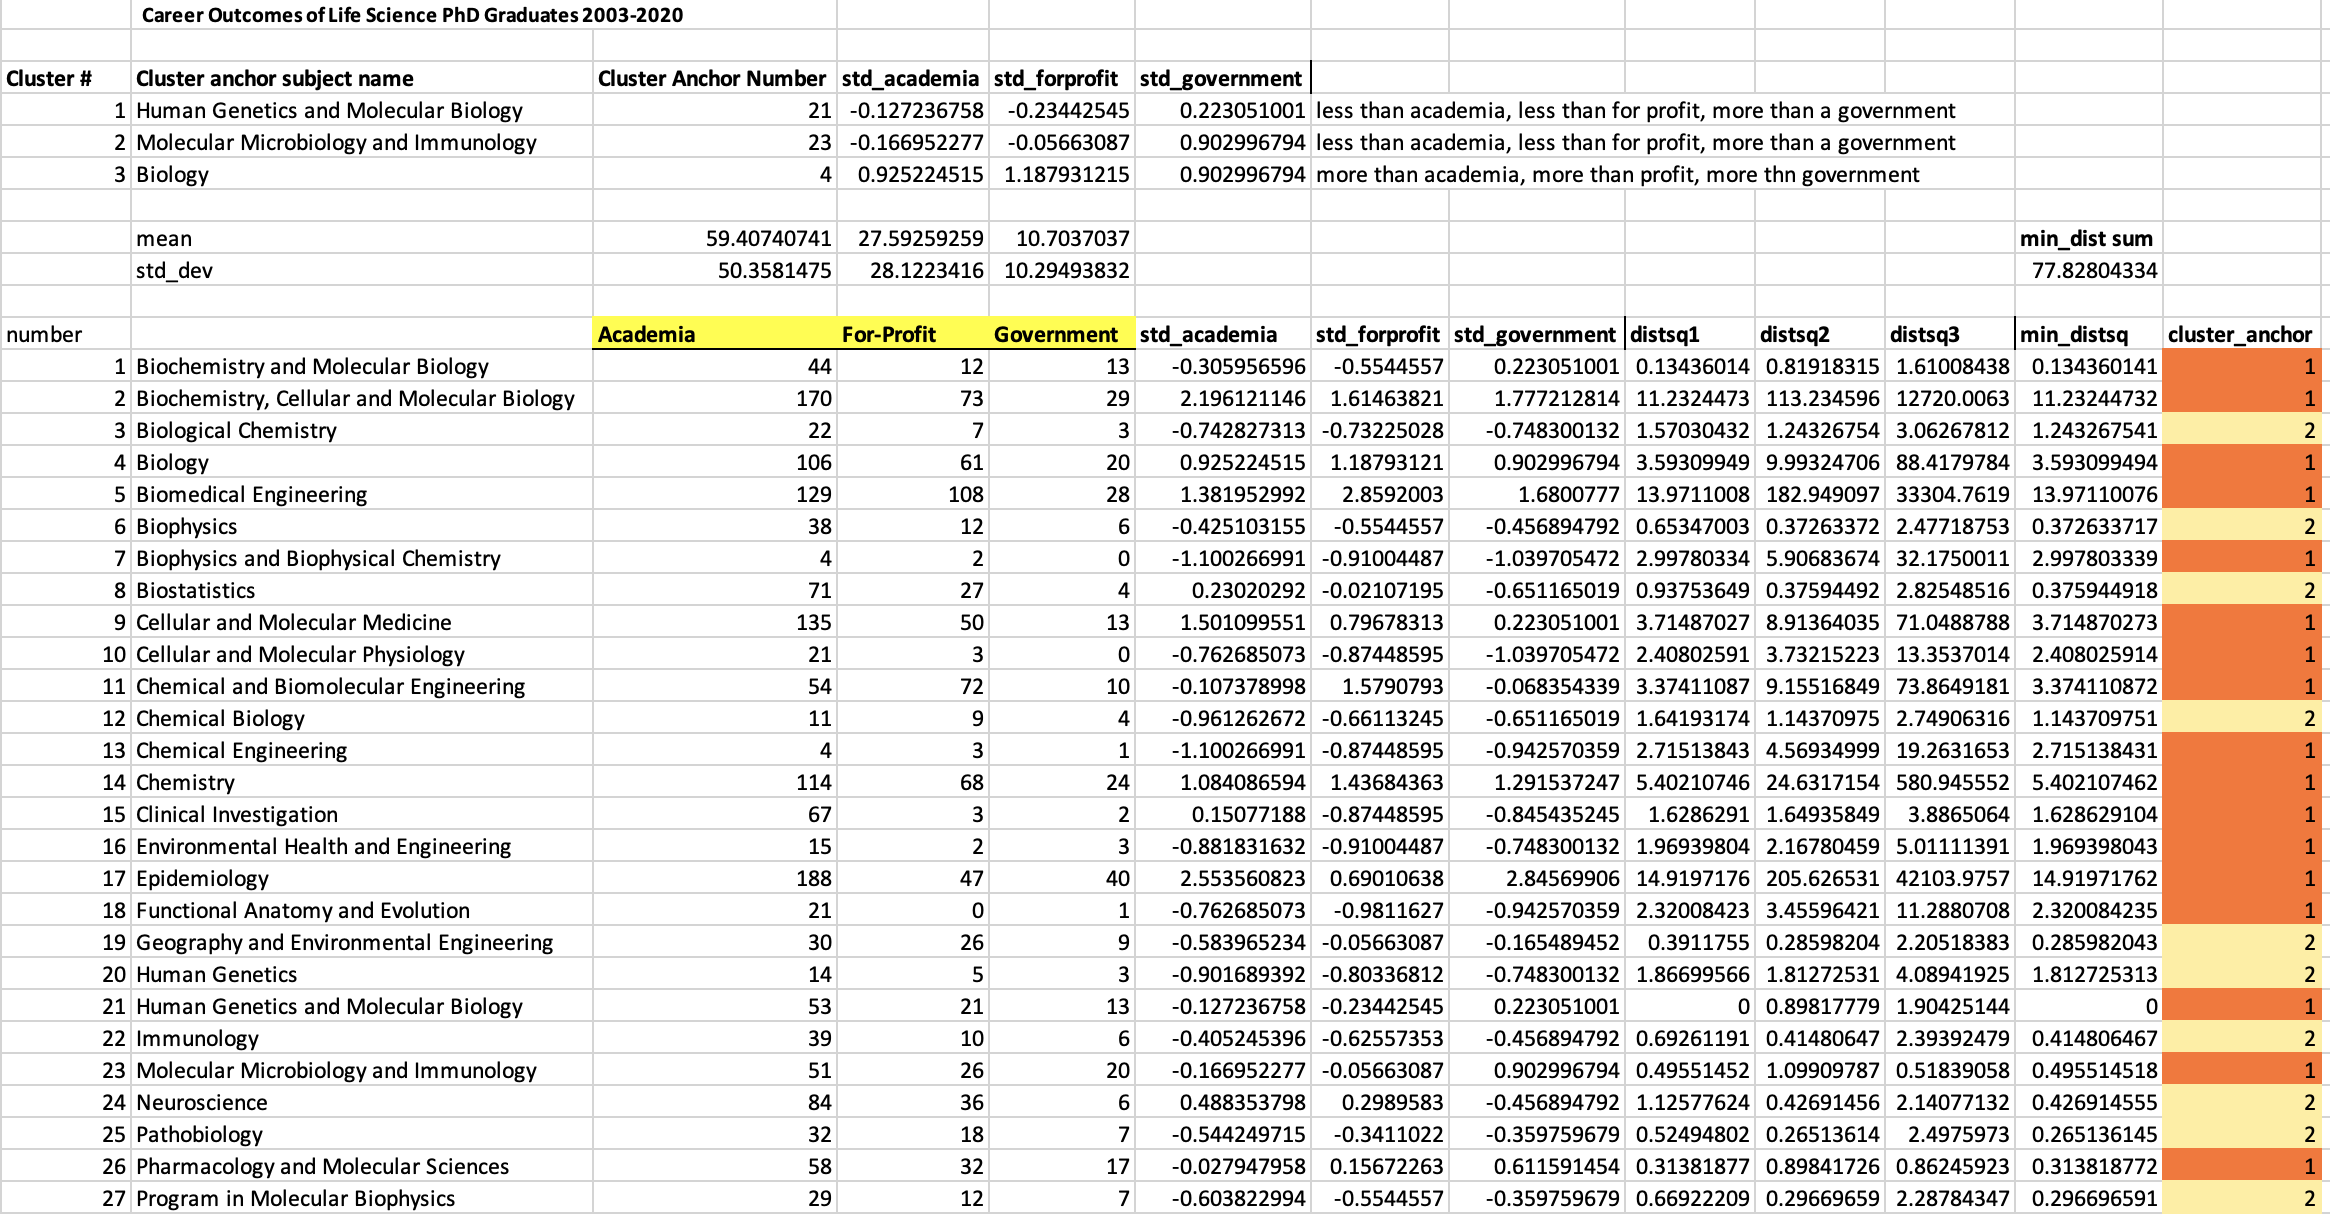 Career Outcomes of Life Science PhD Graduates 2003-2020
Cluster # Cluster anchor subject name Cluster Anchor Number std_academia std_forprofit std_government
1 Human Genetics and Molecular Biology 21 -0.127236758 -0.23442545 0.223051001 less than academia, less than for profit, more than a government
2 Molecular Microbiology and Immunology 23 -0.166952277 -0.05663087 0.902996794 less than academia, less than for profit, more than a government
3 Biology 4 0.925224515 1.187931215 0.902996794 more than academia, more than profit, more thn government
mean 59.40740741 27.59259259 10.7037037 min_dist sum
std_dev 50.3581475 28.1223416 10.29493832 77.82804334
number Academia For-Profit Government std_academia std_forprofit std_government distsq1 distsq2 distsq3 min_distsq cluster_anchor
1 Biochemistry and Molecular Biology 44 12 13 -0.305956596 -0.5544557 0.223051001 0.13436014 0.81918315 1.61008438 0.134360141 1
2 Biochemistry, Cellular and Molecular Biology 170 73 29 2.196121146 1.61463821 1.777212814 11.2324473 113.234596 12720.0063 11.23244732 1
3 Biological Chemistry 22 7 3 -0.742827313 -0.73225028 -0.748300132 1.57030432 1.24326754 3.06267812 1.243267541 2
4 Biology 106 61 20 0.925224515 1.18793121 0.902996794 3.59309949 9.99324706 88.4179784 3.593099494 1
5 Biomedical Engineering 129 108 28 1.381952992 2.8592003 1.6800777 13.9711008 182.949097 33304.7619 13.97110076 1
6 Biophysics 38 12 6 -0.425103155 -0.5544557 -0.456894792 0.65347003 0.37263372 2.47718753 0.372633717 2
7 Biophysics and Biophysical Chemistry 4 2 0 -1.100266991 -0.91004487 -1.039705472 2.99780334 5.90683674 32.1750011 2.997803339 1
8 Biostatistics 71 27 4 0.23020292 -0.02107195 -0.651165019 0.93753649 0.37594492 2.82548516 0.375944918 2
9 Cellular and Molecular Medicine 135 50 13 1.501099551 0.79678313 0.223051001 3.71487027 8.91364035 71.0488788 3.714870273 1
10 Cellular and Molecular Physiology 21 3 0 -0.762685073 -0.87448595 -1.039705472 2.40802591 3.73215223 13.3537014 2.408025914 1
11 Chemical and Biomolecular Engineering 54 72 10 -0.107378998 1.5790793 -0.068354339 3.37411087 9.15516849 73.8649181 3.374110872 1
12 Chemical Biology 11 9 4 -0.961262672 -0.66113245 -0.651165019 1.64193174 1.14370975 2.74906316 1.143709751 2
13 Chemical Engineering 4 3 1 -1.100266991 -0.87448595 -0.942570359 2.71513843 4.56934999 19.2631653 2.715138431 1
14 Chemistry 114 68 24 1.084086594 1.43684363 1.291537247 5.40210746 24.6317154 580.945552 5.402107462 1
15 Clinical Investigation 67 3 2 0.15077188 -0.87448595 -0.845435245 1.6286291 1.64935849 3.8865064 1.628629104 1
16 Environmental Health and Engineering 15 2 3 -0.881831632 -0.91004487 -0.748300132 1.96939804 2.16780459 5.01111391 1.969398043 1
17 Epidemiology 188 47 40 2.553560823 0.69010638 2.84569906 14.9197176 205.626531 42103.9757 14.91971762 1
18 Functional Anatomy and Evolution 21 0 1 -0.762685073 -0.9811627 -0.942570359 2.32008423 3.45596421 11.2880708 2.320084235 1
19 Geography and Environmental Engineering 30 26 9 -0.583965234 -0.05663087 -0.165489452 0.3911755 0.28598204 2.20518383 0.285982043 2
20 Human Genetics 14 5 3 -0.901689392 -0.80336812 -0.748300132 1.86699566 1.81272531 4.08941925 1.812725313 2
21 Human Genetics and Molecular Biology 53 21 13 -0.127236758 -0.23442545 0.223051001 0 0.89817779 1.90425144 0 1
22 Immunology 39 10 6 -0.405245396 -0.62557353 -0.456894792 0.69261191 0.41480647 2.39392479 0.414806467 2
23 Molecular Microbiology and Immunology 51 26 20 -0.166952277 -0.05663087 0.902996794 0.49551452 1.09909787 0.51839058 0.495514518 1
24 Neuroscience 84 36 6 0.488353798 0.2989583 -0.456894792 1.12577624 0.42691456 2.14077132 0.426914555 2
25 Pathobiology 32 18 7 -0.544249715 -0.3411022 -0.359759679 0.52494802 0.26513614 2.4975973 0.265136145 2
26 Pharmacology and Molecular Sciences 58 32 17 -0.027947958 0.15672263 0.611591454 0.31381877 0.89841726 0.86245923 0.313818772 1
27 Program in Molecular Biophysics 29 12 7 -0.603822994 -0.5544557 -0.359759679 0.66922209 0.29669659 2.28784347 0.296696591 2